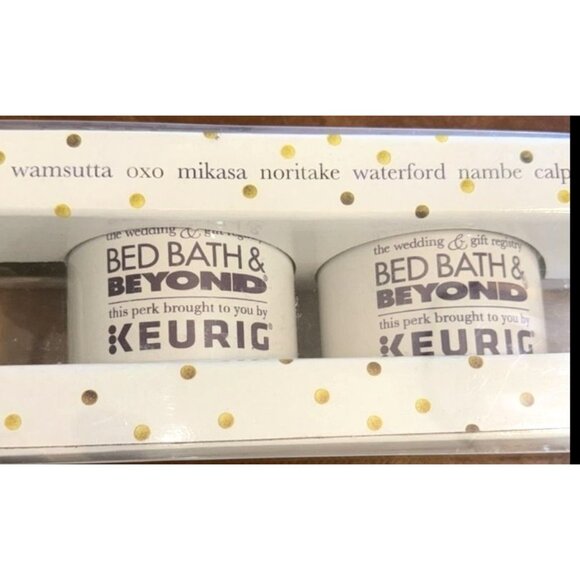 wamsutta oxo mikasa noritake waterford nambe calp
the wedding & gift registry
BED BATH &
BEYOND®
this perk brought to you by
KEURIG®
the wedding & gift registry
BED BATH &
BEYOND®
this perk brought to you by
KEURIG®